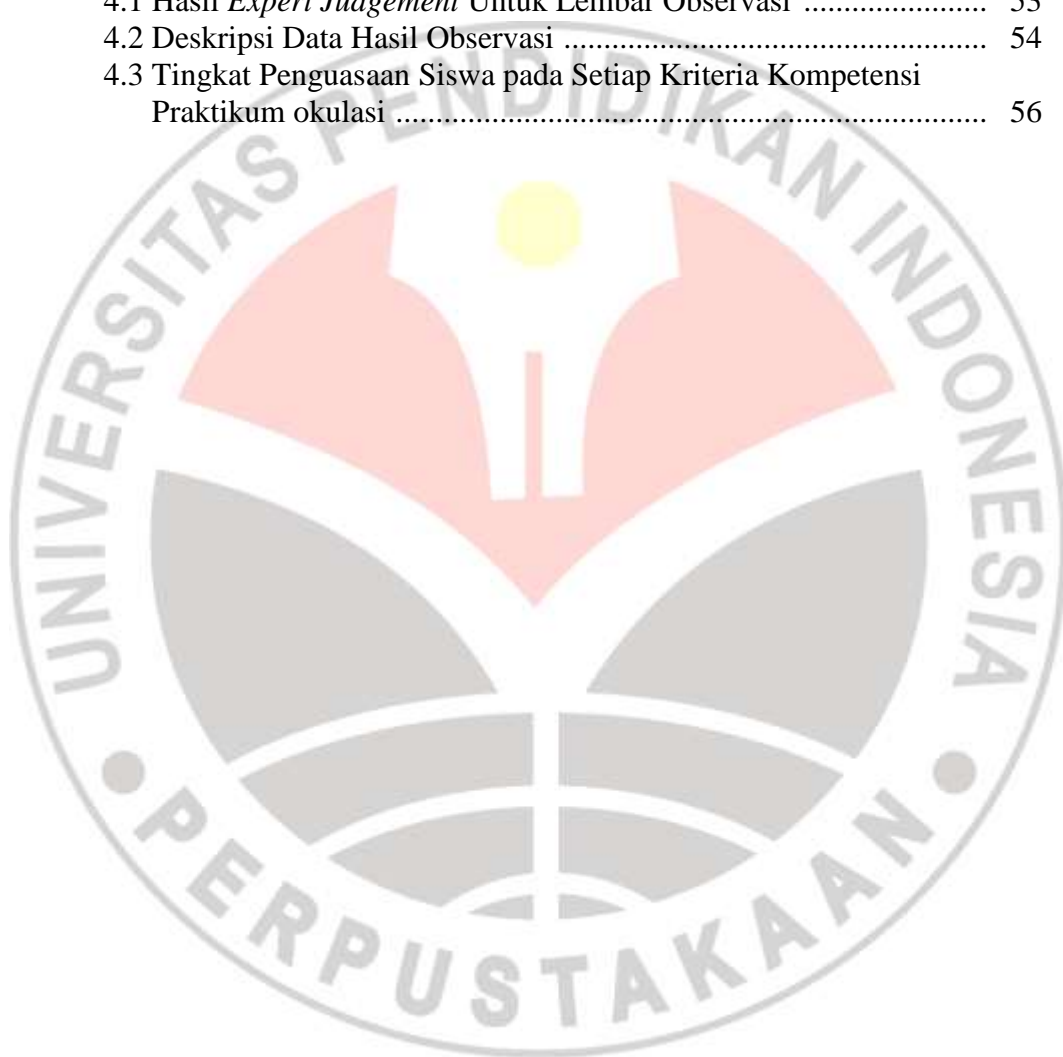 4.1 Hasil Expert Judgement Untuk Lembar Observasi ....................... 53
4.2 Deskripsi Data Hasil Observasi ..................................................... 54
4.3 Tingkat Penguasaan Siswa pada Setiap Kriteria Kompetensi
Praktikum okulasi .......................................................................... 56
UNIVERSITAS PENDIDIKAN INDONESIA
PERPUSTAKAAN